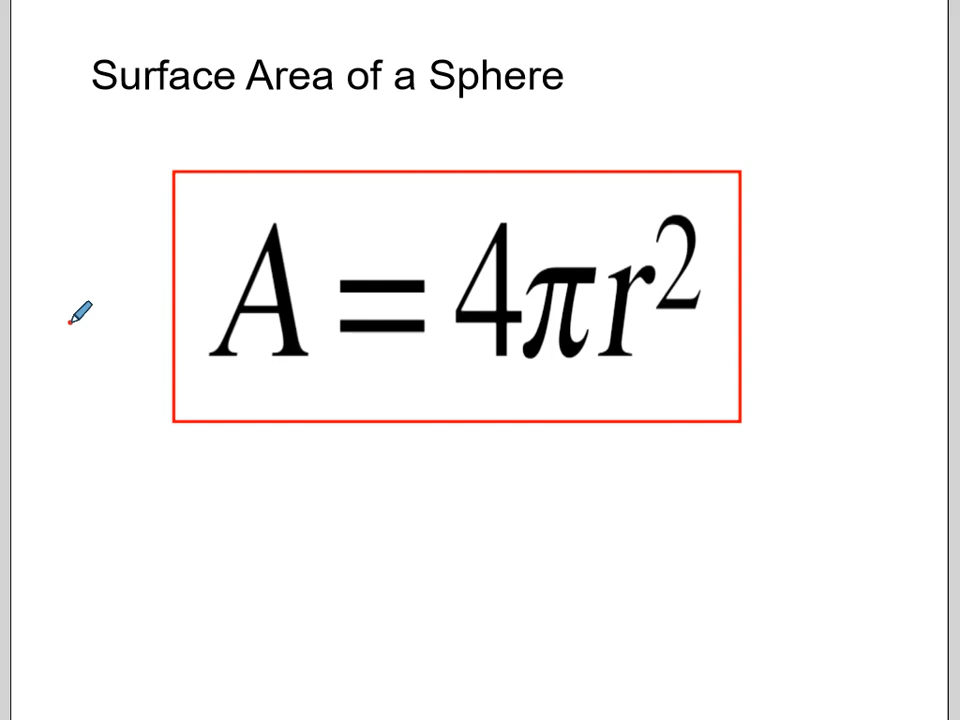 Surface Area of a Sphere
A = 4πr²